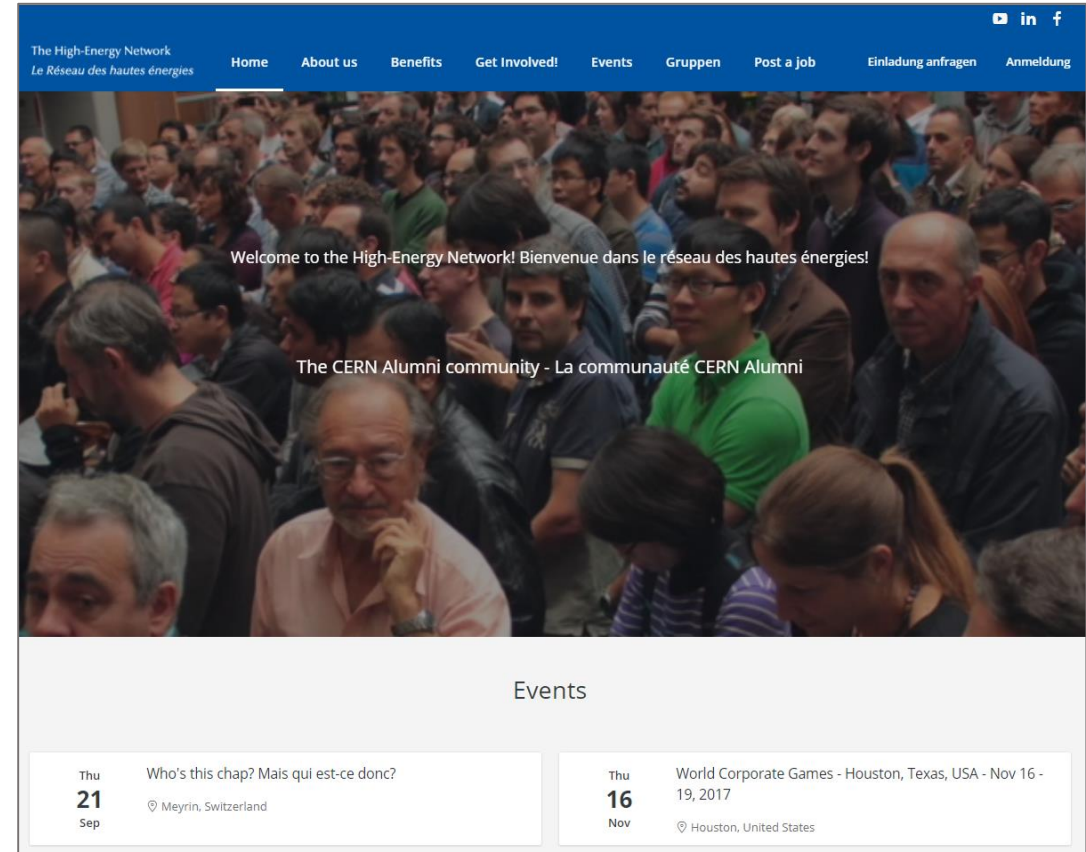 The High-Energy Network
Le Réseau des hautes énergies
Home About us Benefits Get Involved! Events Gruppen Post a job Einladung anfragen Anmeldung
Welcome to the High-Energy Network! Bienvenue dans le réseau des hautes énergies!
The CERN Alumni community - La communauté CERN Alumni
Events
Thu
21
Sep
Who's this chap? Mais qui est-ce donc?
Meyrin, Switzerland
Thu
16
Nov
World Corporate Games - Houston, Texas, USA - Nov 16 -
19, 2017
Houston, United States